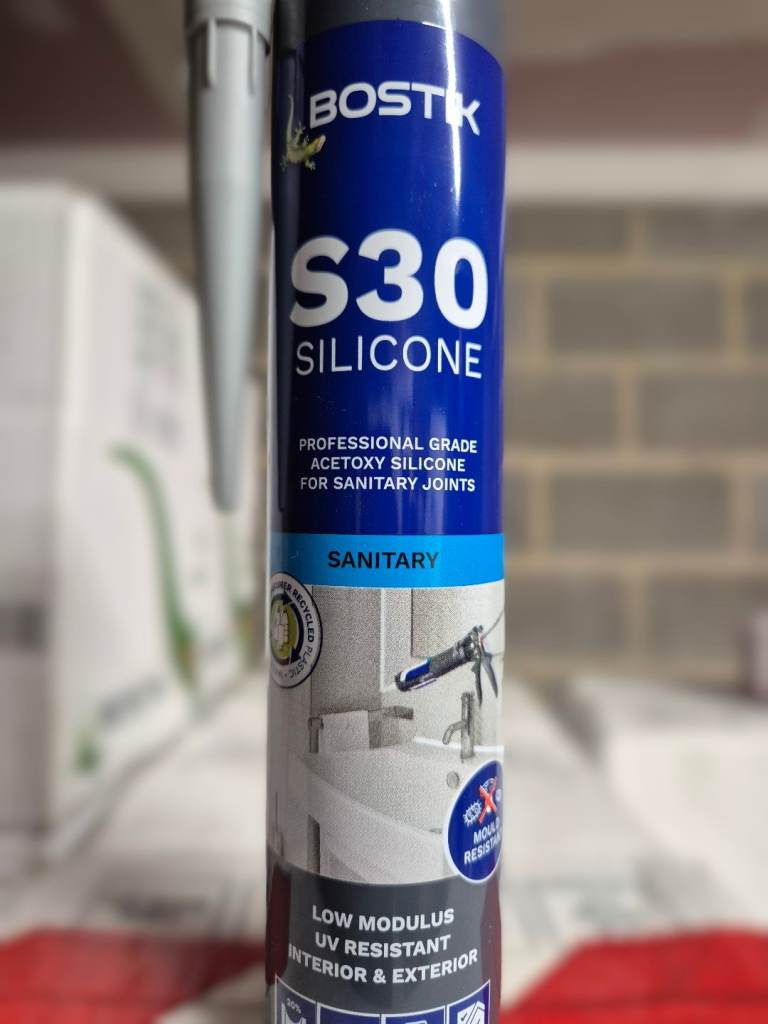 BOSTIK
S30
SILICONE
PROFESSIONAL GRADE
ACETOXY SILICONE
FOR SANITARY JOINTS
SANITARY
RECYCLED PLASTIC
MOULD
RESISTANT
LOW MODULUS
UV RESISTANT
INTERIOR & EXTERIOR
20%